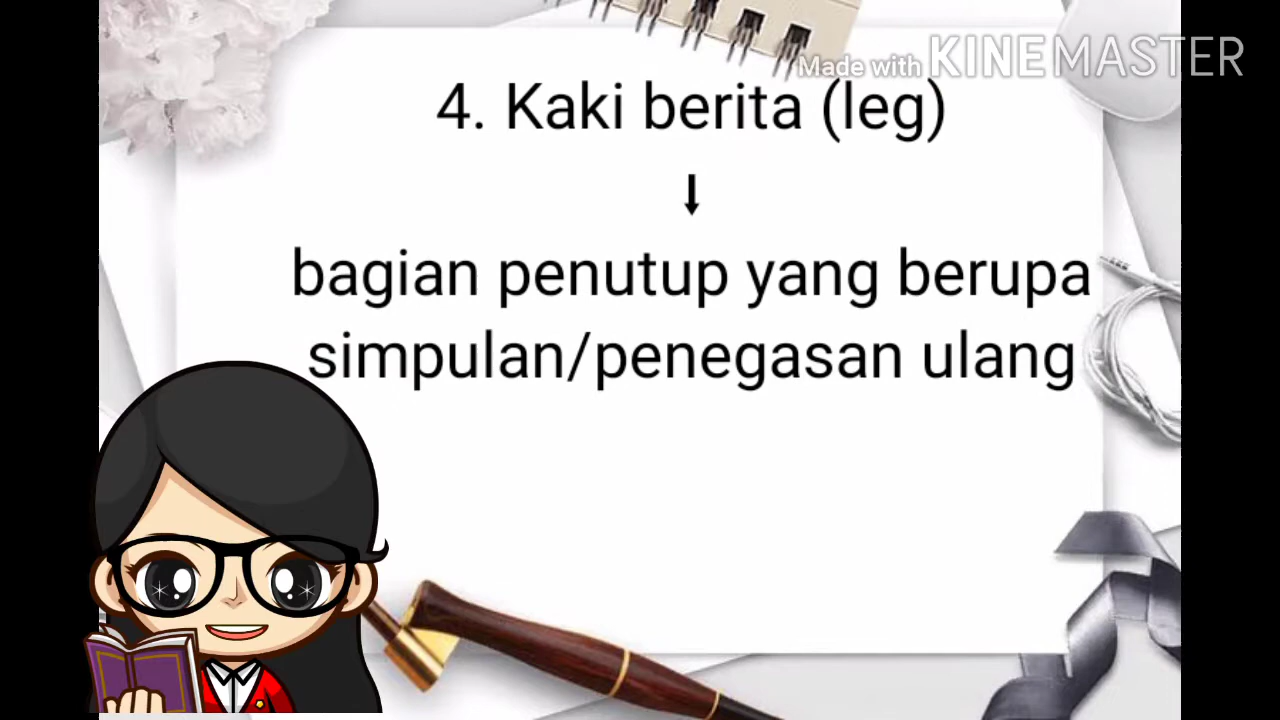 Made with KINEMASTER
4. Kaki berita (leg)
bagian penutup yang berupa
simpulan/penegasan ulang